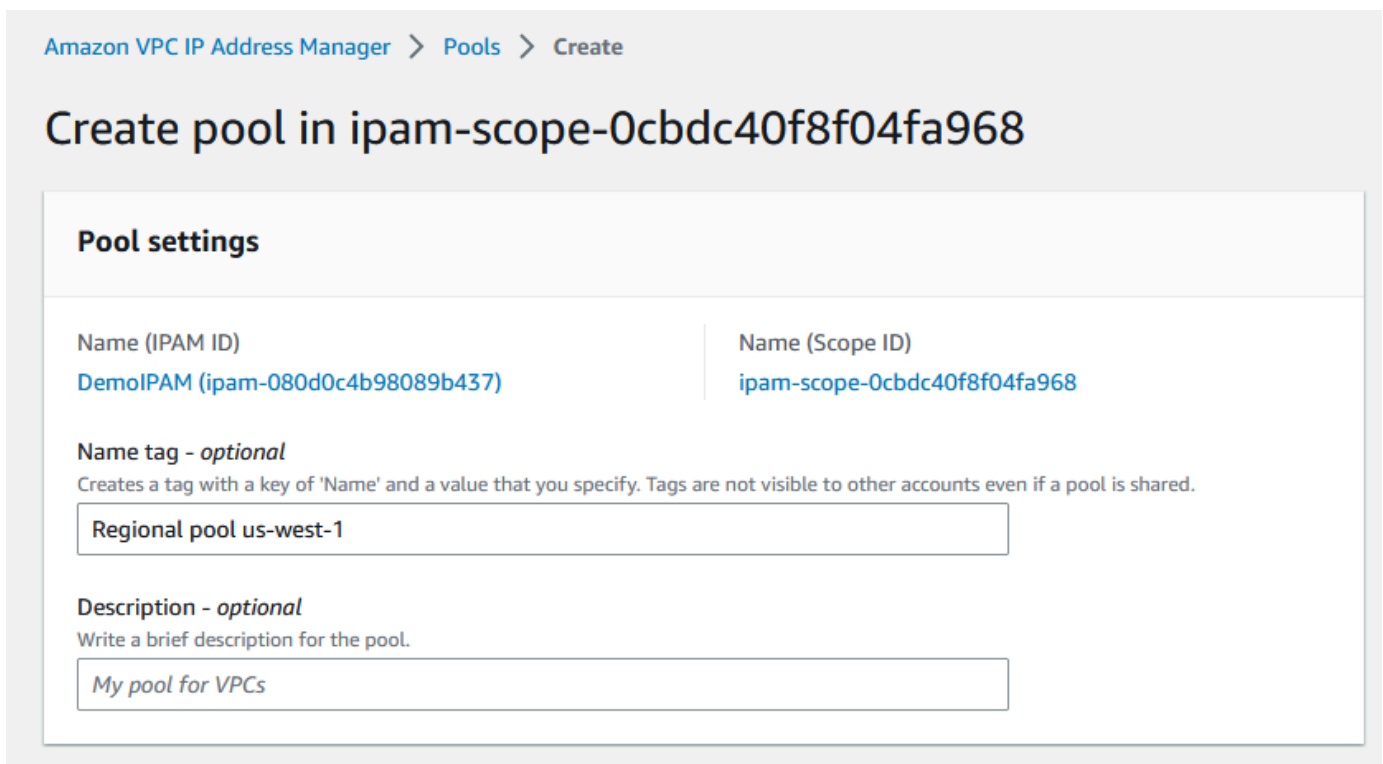 Amazon VPC IP Address Manager > Pools > Create
Create pool in ipam-scope-0cbdc40f8f04fa968
Pool settings
Name (IPAM ID)
DemoIPAM (ipam-080d0c4b98089b437)
Name (Scope ID)
ipam-scope-0cbdc40f8f04fa968
Name tag - optional
Creates a tag with a key of 'Name' and a value that you specify. Tags are not visible to other accounts even if a pool is shared.
Regional pool us-west-1
Description - optional
Write a brief description for the pool.
My pool for VPCs